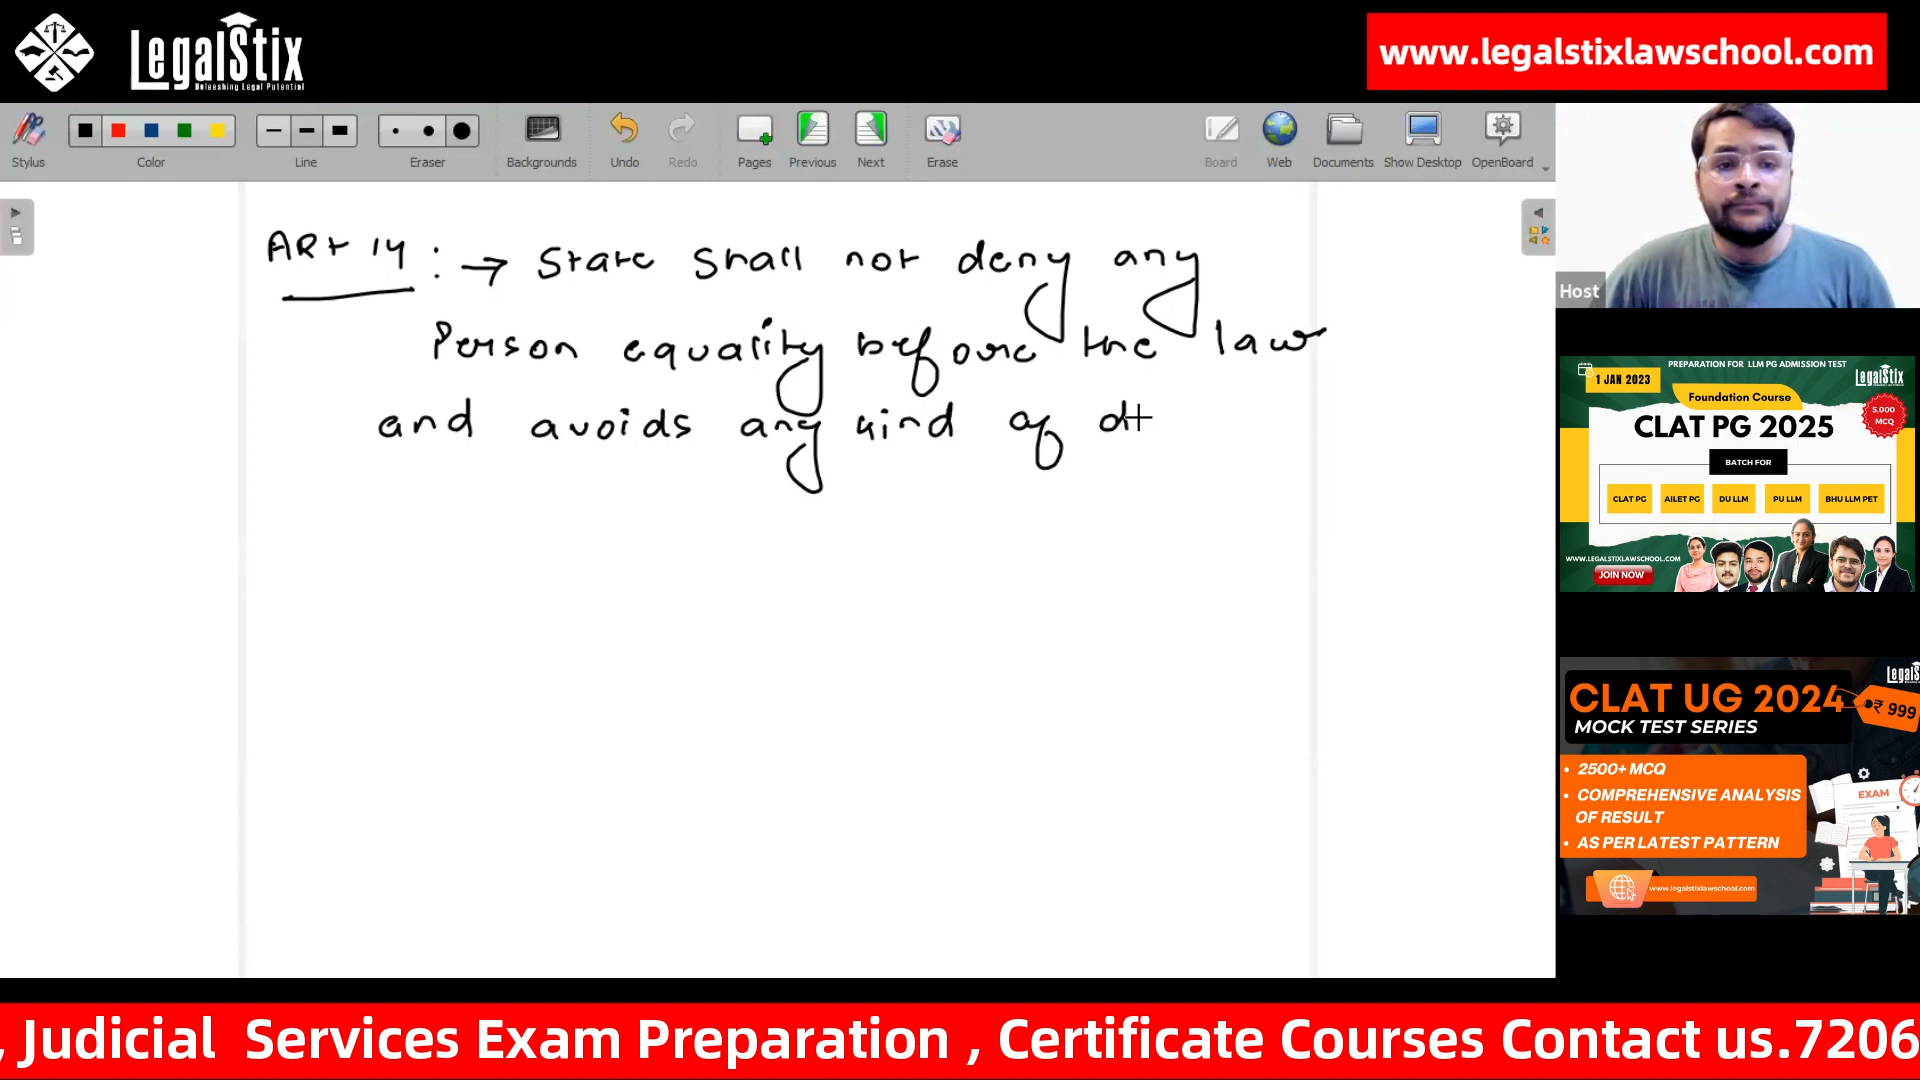 LegalStix
Unleashing Legal Potential
www.legalstixlawschool.com
Stylus
Color
Line
Eraser
Backgrounds
Undo
Redo
Pages
Previous
Next
Erase
Board
Web
Documents
Show Desktop
OpenBoard
ARt 14 : → State Shall not deny any
Person equality before the law
and avoids any kind of d
Host
PREPARATION FOR LLM PG ADMISSION TEST
1 JAN 2023
LegalStix
Foundation Course
5,000 MCQ
CLAT PG 2025
BATCH FOR
CLAT PG AILET PG DU LLM PU LLM BHU LLM PET
WWW.LEGALSTIXLAWSCHOOL.COM
JOIN NOW
LegalS
CLAT UG 2024
₹ 999
MOCK TEST SERIES
• 2500+ MCQ
• COMPREHENSIVE ANALYSIS
OF RESULT
• AS PER LATEST PATTERN
EXAM
www.legalstixlawschool.com
, Judicial Services Exam Preparation , Certificate Courses Contact us.7206